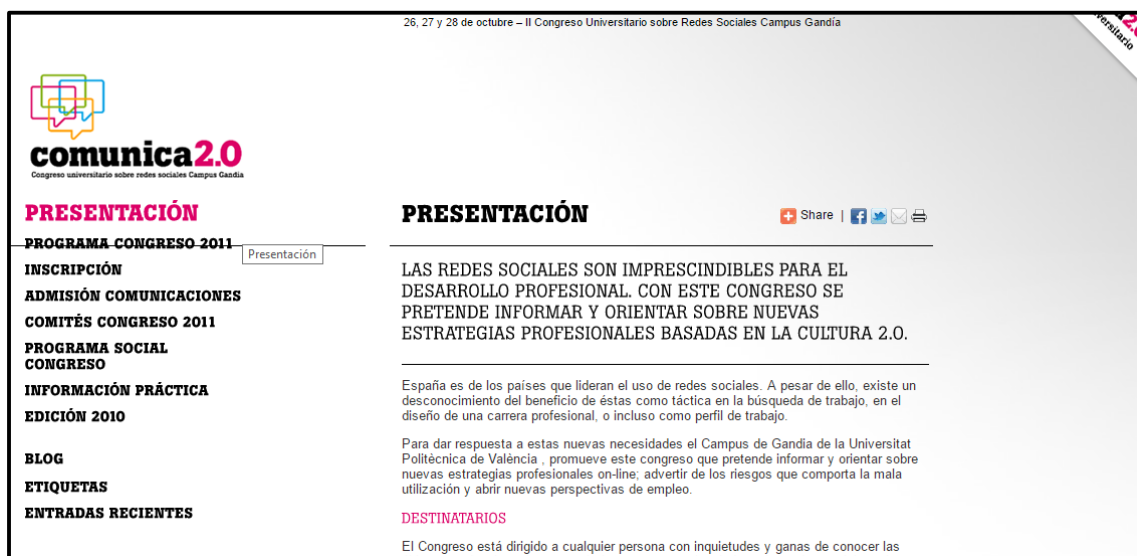 26, 27 y 28 de octubre – II Congreso Universitario sobre Redes Sociales Campus Gandía
comunica2.0
Congreso universitario sobre redes sociales Campus Gandia
PRESENTACIÓN
PROGRAMA CONGRESO 2011
Presentación
INSCRIPCIÓN
ADMISIÓN COMUNICACIONES
COMITÉS CONGRESO 2011
PROGRAMA SOCIAL
CONGRESO
INFORMACIÓN PRÁCTICA
EDICIÓN 2010
BLOG
ETIQUETAS
ENTRADAS RECIENTES
PRESENTACIÓN
Share |
LAS REDES SOCIALES SON IMPRESCINDIBLES PARA EL
DESARROLLO PROFESIONAL. CON ESTE CONGRESO SE
PRETENDE INFORMAR Y ORIENTAR SOBRE NUEVAS
ESTRATEGIAS PROFESIONALES BASADAS EN LA CULTURA 2.0.
España es de los países que lideran el uso de redes sociales. A pesar de ello, existe un
desconocimiento del beneficio de éstas como táctica en la búsqueda de trabajo, en el
diseño de una carrera profesional, o incluso como perfil de trabajo.
Para dar respuesta a estas nuevas necesidades el Campus de Gandia de la Universitat
Politècnica de València , promueve este congreso que pretende informar y orientar sobre
nuevas estrategias profesionales on-line; advertir de los riesgos que comporta la mala
utilización y abrir nuevas perspectivas de empleo.
DESTINATARIOS
El Congreso está dirigido a cualquier persona con inquietudes y ganas de conocer las